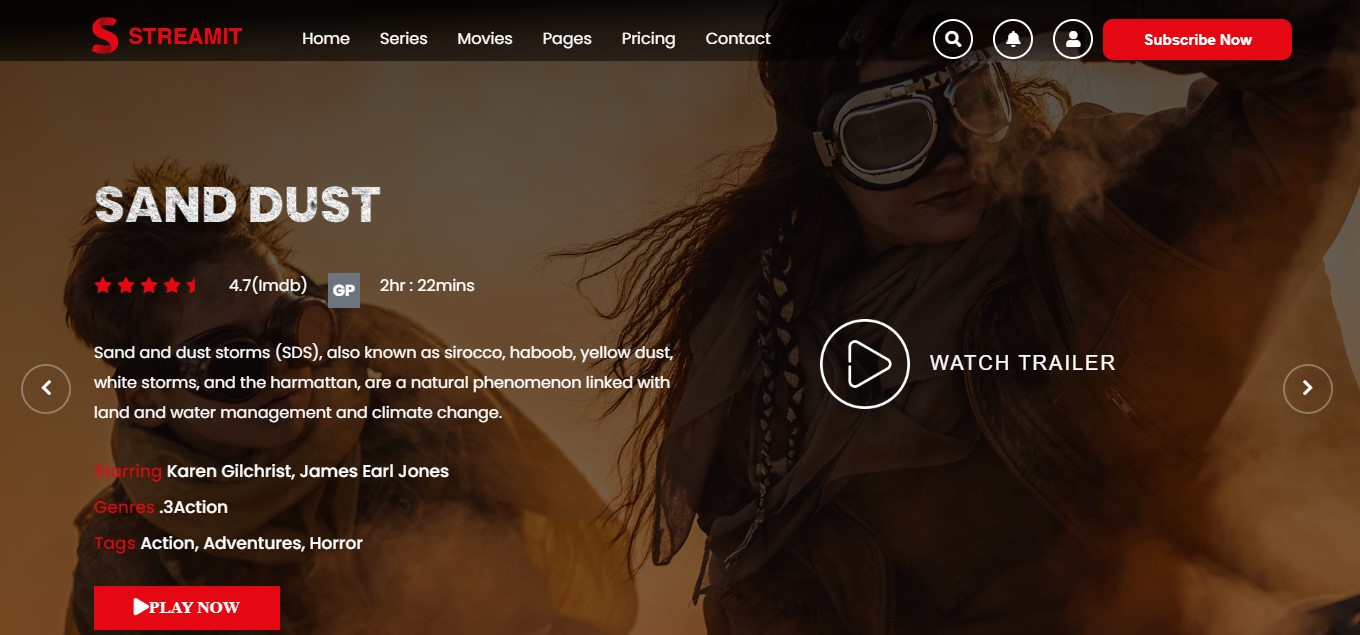 STREAMIT
Home Series Movies Pages Pricing Contact
Subscribe Now
SAND DUST
4.7(Imdb) GP 2hr : 22mins
Sand and dust storms (SDS), also known as sirocco, haboob, yellow dust,
white storms, and the harmattan, are a natural phenomenon linked with
land and water management and climate change.
WATCH TRAILER
Starring Karen Gilchrist, James Earl Jones
Genres .3Action
Tags Action, Adventures, Horror
PLAY NOW